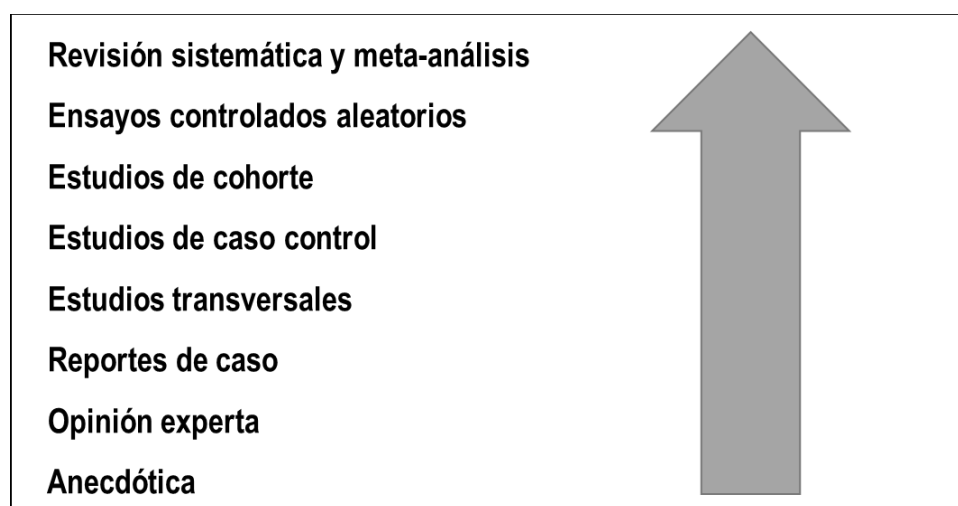 Revisión sistemática y meta-análisis
Ensayos controlados aleatorios
Estudios de cohorte
Estudios de caso control
Estudios transversales
Reportes de caso
Opinión experta
Anecdótica